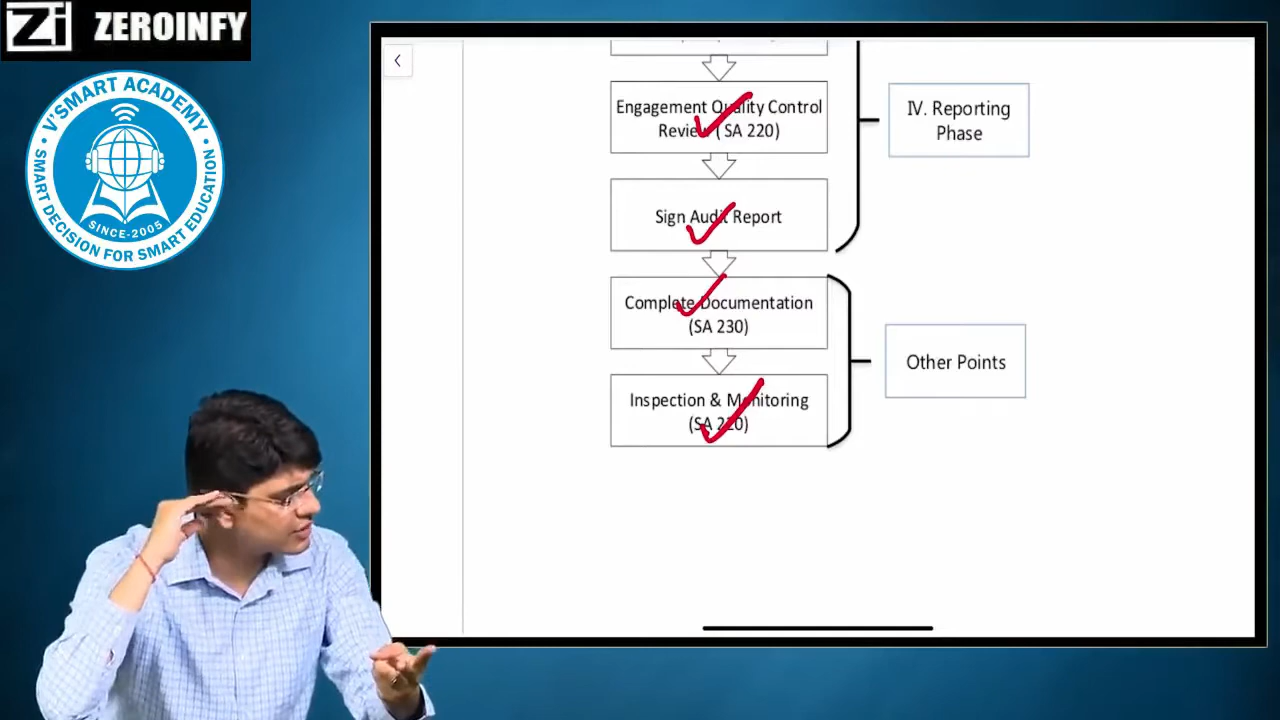 Zi ZEROINFY
V'SMART ACADEMY
SINCE-2005
SMART DECISION FOR SMART EDUCATION
Engagement Quality Control
Review ( SA 220)
IV. Reporting
Phase
Sign Audit Report
Complete Documentation
(SA 230)
Other Points
Inspection & Monitoring
(SA 220)